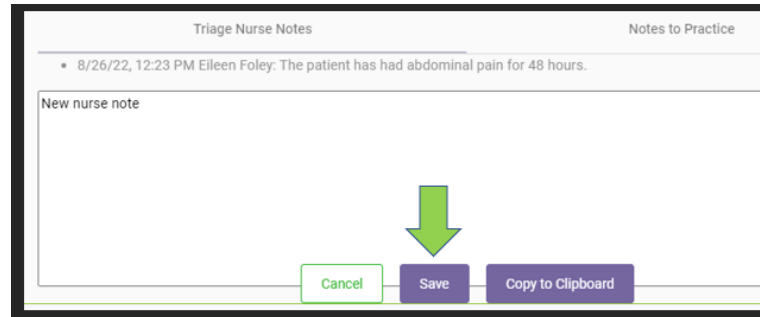 Triage Nurse Notes Notes to Practice
• 8/26/22, 12:23 PM Eileen Foley: The patient has had abdominal pain for 48 hours.
New nurse note
Cancel Save Copy to Clipboard